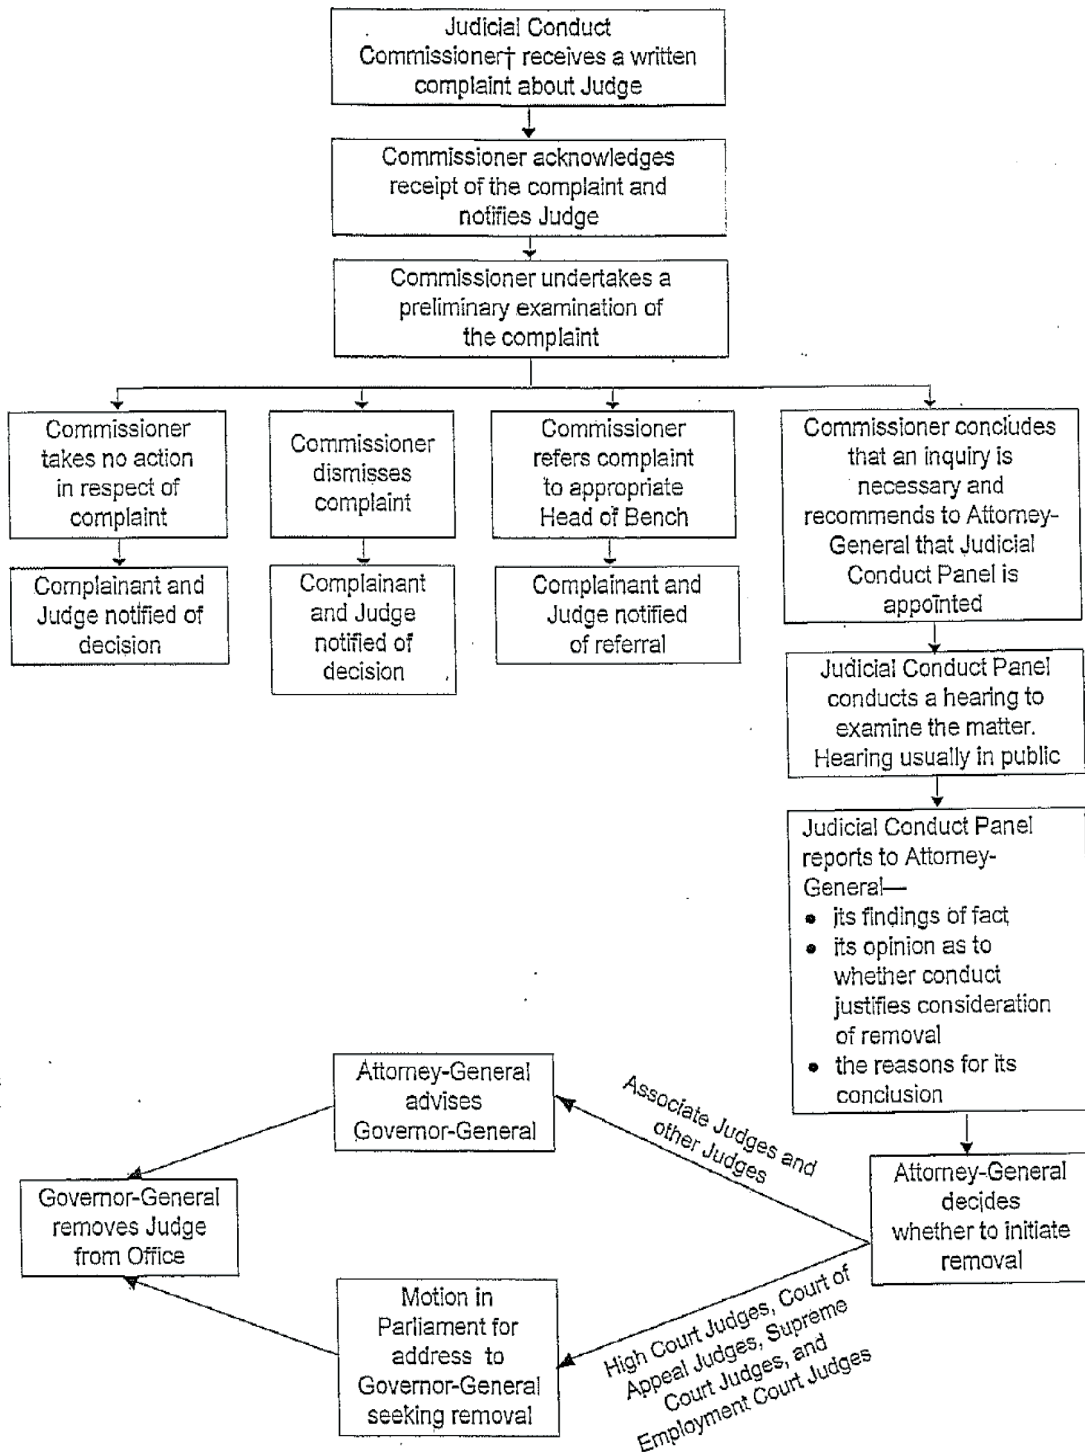 Judicial Conduct
Commissioner† receives a written
complaint about Judge
Commissioner acknowledges
receipt of the complaint and
notifies Judge
Commissioner undertakes a
preliminary examination of
the complaint
Commissioner
takes no action
in respect of
complaint
Complainant and
Judge notified of
decision
Commissioner
dismisses
complaint
Complainant
and Judge
notified of
decision
Commissioner
refers complaint
to appropriate
Head of Bench
Complainant and
Judge notified
of referral
Commissioner concludes
that an inquiry is
necessary and
recommends to Attorney-
General that Judicial
Conduct Panel is
appointed
Judicial Conduct Panel
conducts a hearing to
examine the matter.
Hearing usually in public
Judicial Conduct Panel
reports to Attorney-
General—
• its findings of fact
• its opinion as to
whether conduct
justifies consideration
of removal
• the reasons for its
conclusion
Attorney-General
decides
whether to initiate
removal
Associate Judges and
other Judges
Attorney-General
advises
Governor-General
High Court Judges, Court of
Appeal Judges, Supreme
Court Judges, and
Employment Court Judges
Motion in
Parliament for
address to
Governor-General
seeking removal
Governor-General
removes Judge
from Office